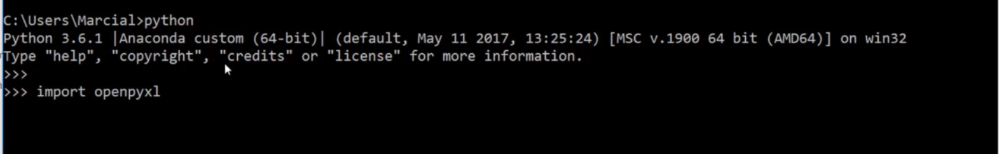 C:\Users\Marcial>python
Python 3.6.1 |Anaconda custom (64-bit)| (default, May 11 2017, 13:25:24) [MSC v.1900 64 bit (AMD64)] on win32
Type "help", "copyright", "credits" or "license" for more information.
>>>
>>> import openpyxl